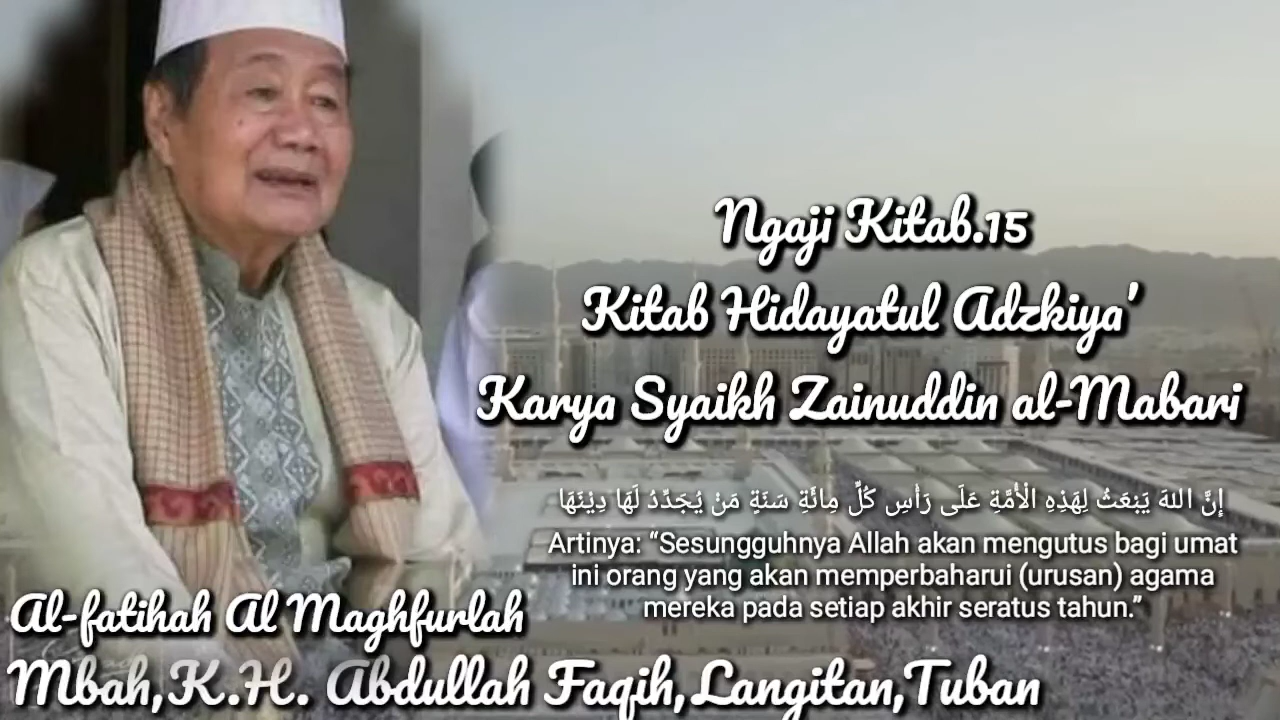 Ngaji Kitab.15
Kitab Hidayatul Adzkiya'
Karya Syaikh Zainuddin al-Mabari
إِنَّ اللهَ يَبْعَثُ لِهَذِهِ الْأُمَّةِ عَلَى رَأْسِ كُلِّ مِائَةِ سَنَةٍ مَنْ يُجَدِّدُ لَهَا دِيْنَهَا
Artinya: “Sesungguhnya Allah akan mengutus bagi umat
ini orang yang akan memperbaharui (urusan) agama
mereka pada setiap akhir seratus tahun.”
Al-fatihah Al Maghfurlah
Mbah,K.H. Abdullah Faqih,Langitan,Tuban